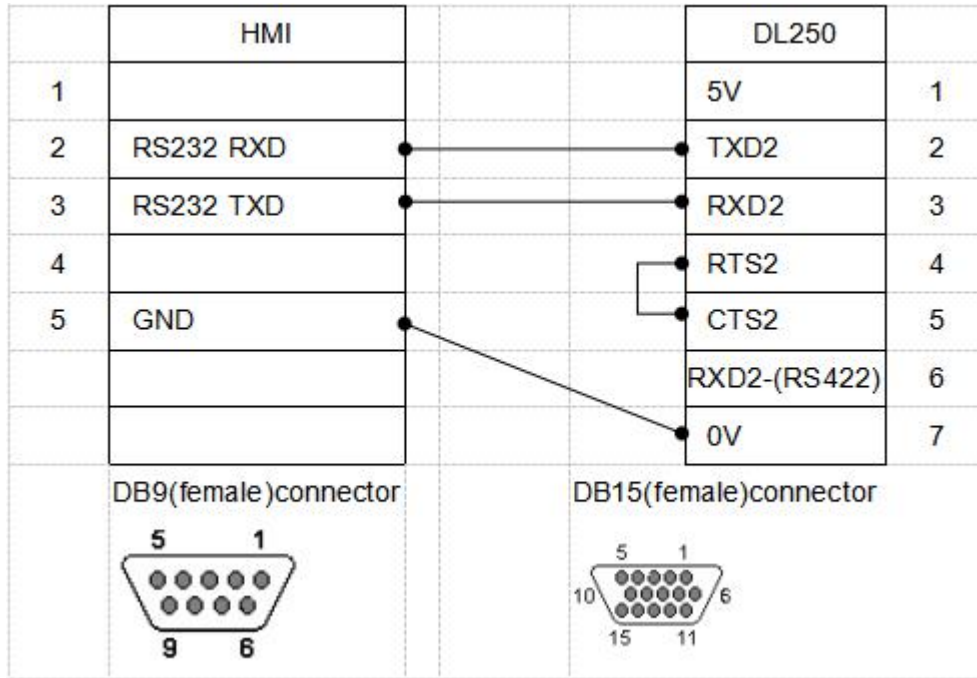 HMI DL250
1 5V 1
2 RS232 RXD TXD2 2
3 RS232 TXD RXD2 3
4 RTS2 4
5 GND CTS2 5
RXD2-(RS422) 6
0V 7
DB9(female)connector DB15(female)connector
5 1
9 6
5 1
10 6
15 11